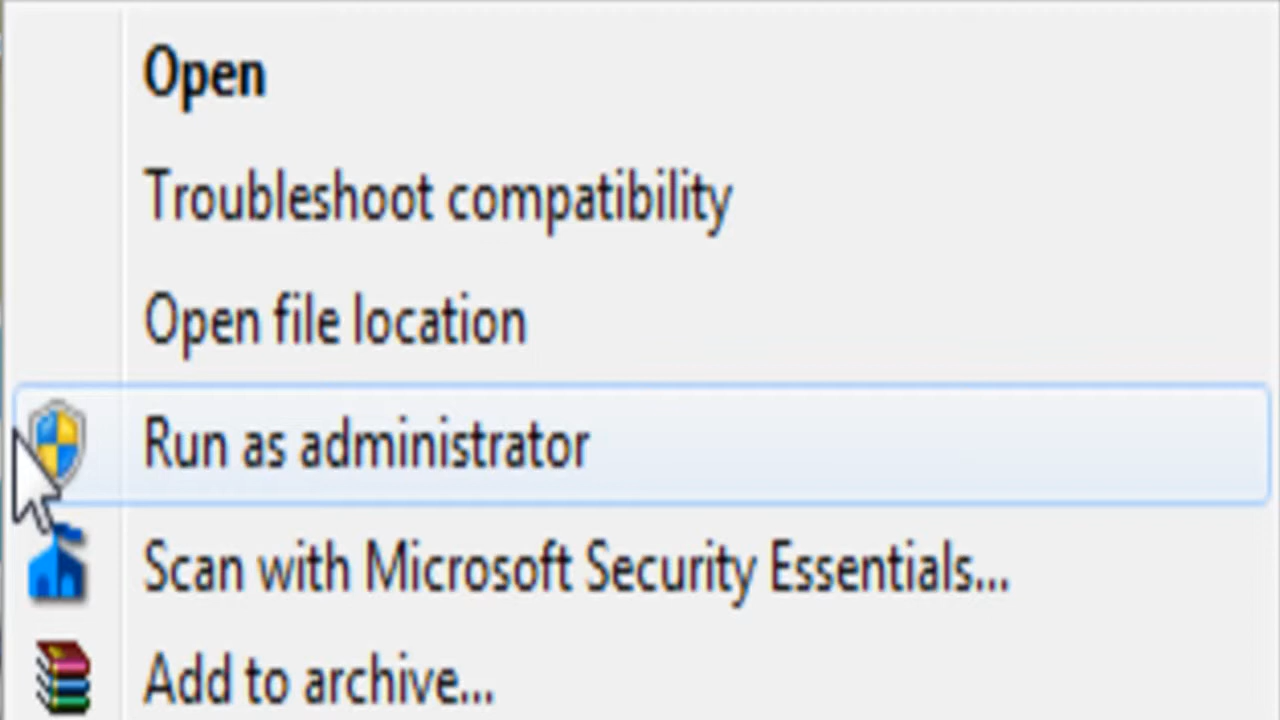 Open
Troubleshoot compatibility
Open file location
Run as administrator
Scan with Microsoft Security Essentials...
Add to archive...